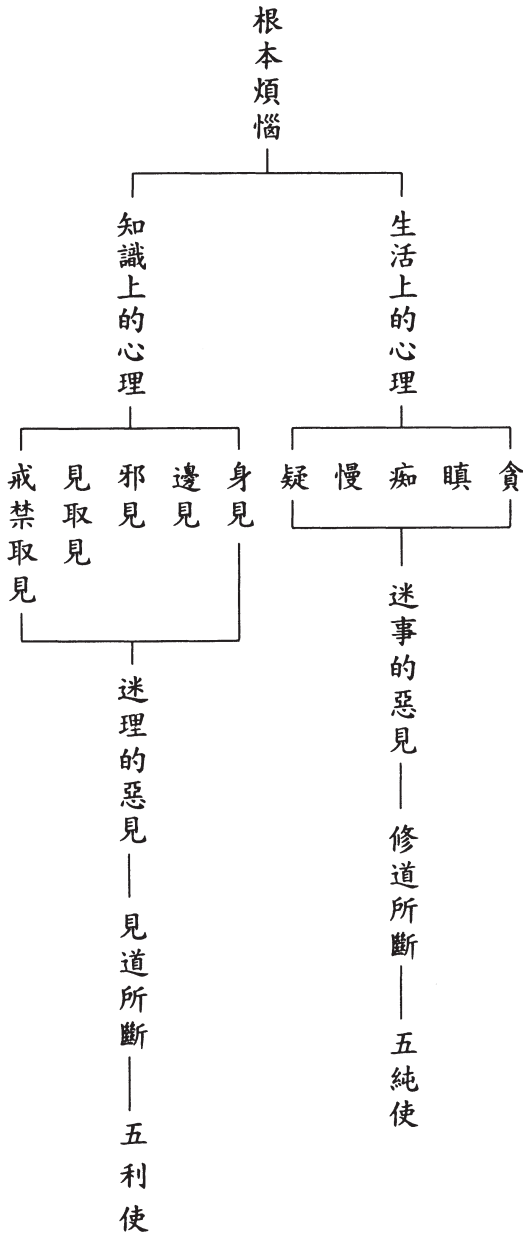 根本煩惱
生活上的心理
貪
瞋
痴
慢
疑
迷事的惡見
修道所斷
五純使
知識上的心理
身見
邊見
邪見
見取見
戒禁取見
迷理的惡見
見道所斷
五利使